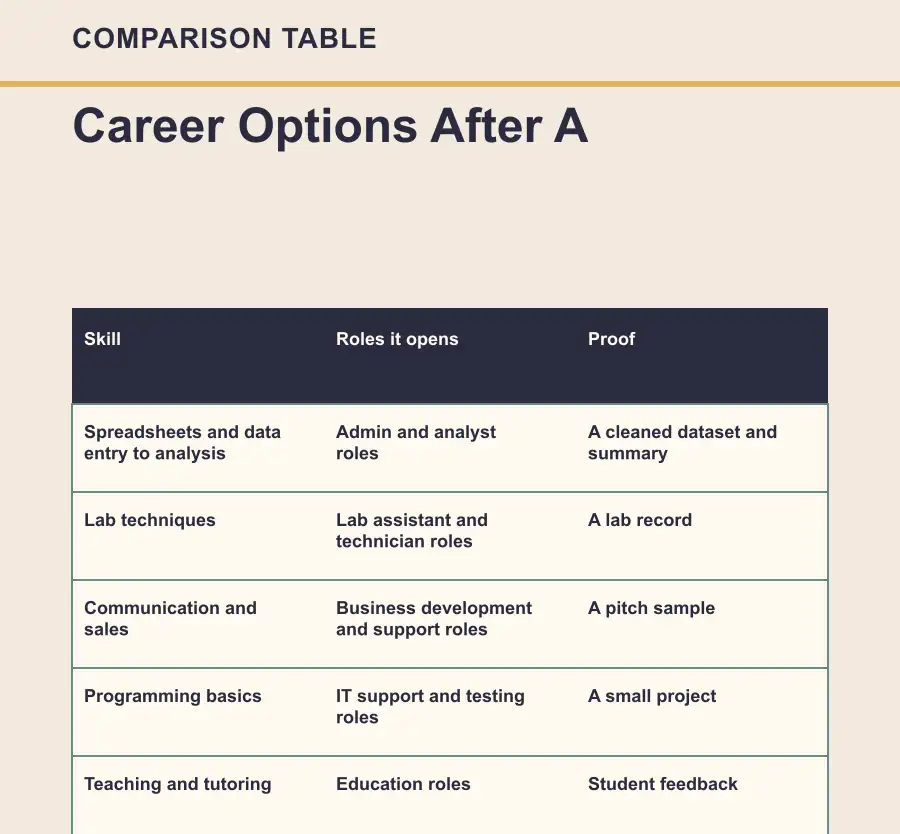 COMPARISON TABLE
Career Options After A
Skill
Roles it opens
Proof
Spreadsheets and data
entry to analysis
Admin and analyst
roles
A cleaned dataset and
summary
Lab techniques
Lab assistant and
technician roles
A lab record
Communication and
sales
Business development
and support roles
A pitch sample
Programming basics
IT support and testing
roles
A small project
Teaching and tutoring
Education roles
Student feedback